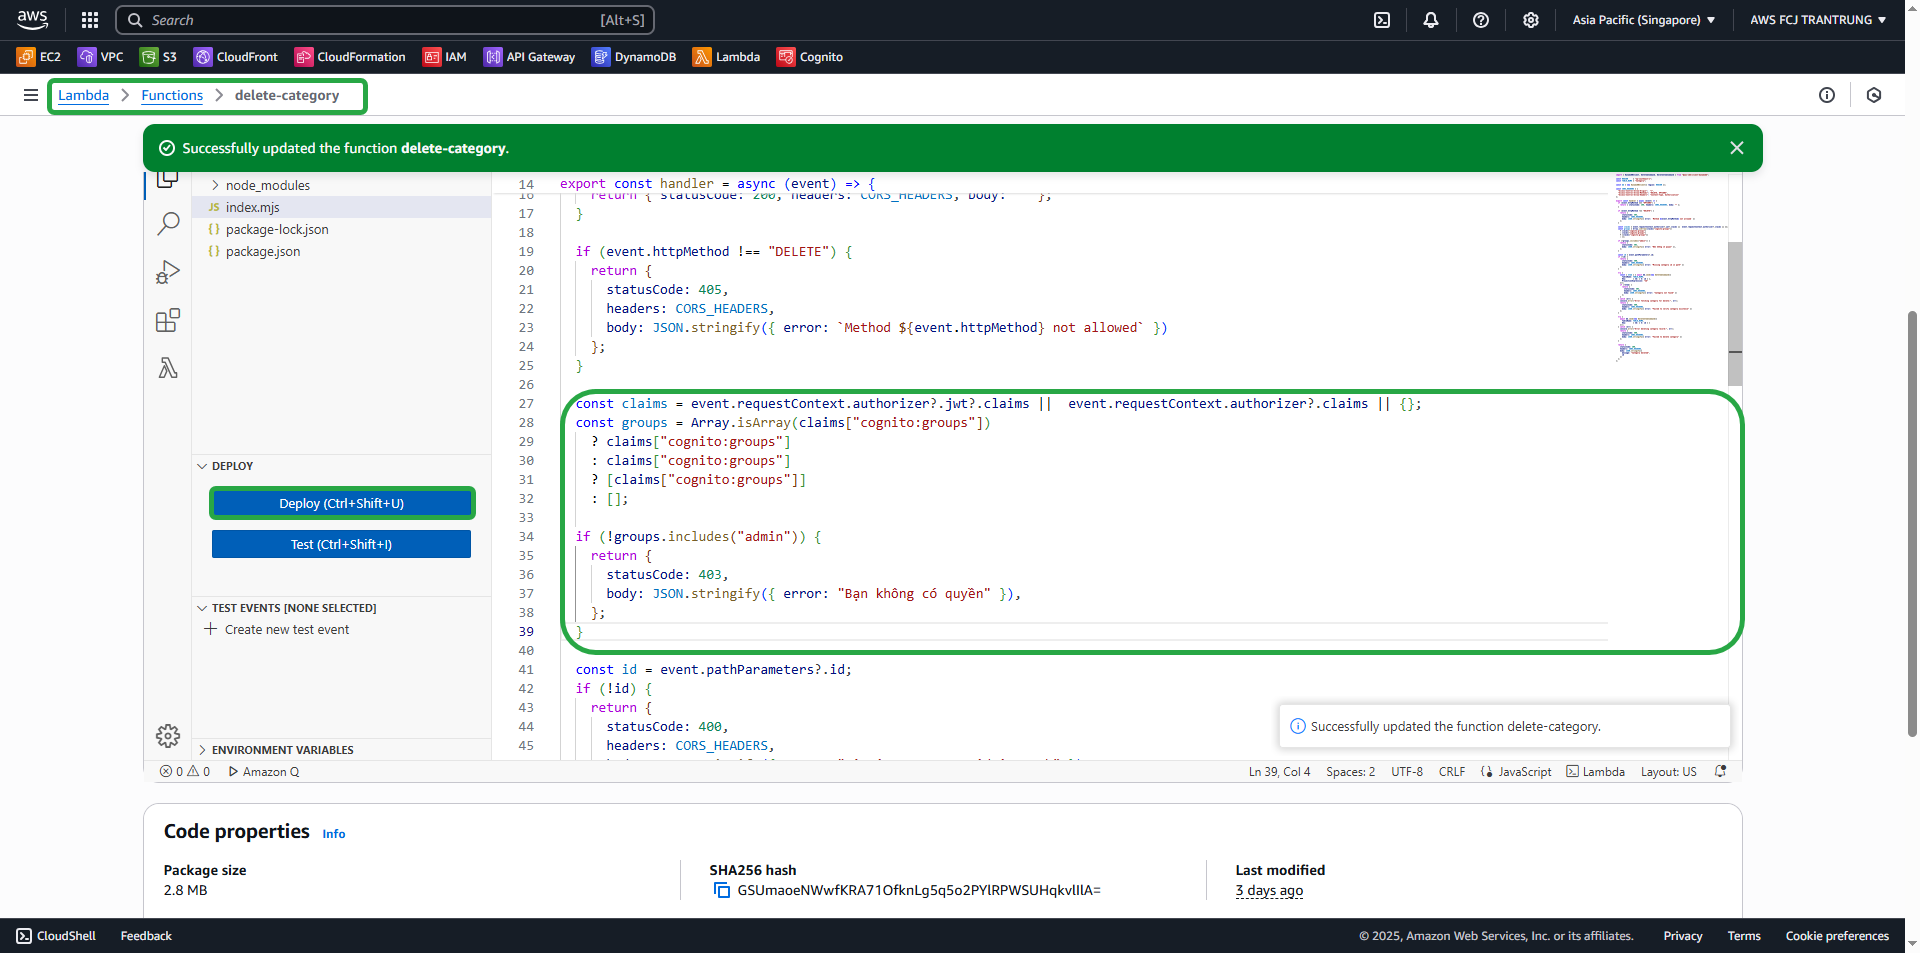 aws
Search [Alt+S]
Asia Pacific (Singapore)
AWS FCJ TRANTRUNG
EC2
VPC
S3
CloudFront
CloudFormation
IAM
API Gateway
DynamoDB
Lambda
Cognito
Lambda > Functions > delete-category
Successfully updated the function delete-category.
node_modules
JS index.mjs
{} package-lock.json
{} package.json
DEPLOY
Deploy (Ctrl+Shift+U)
Test (Ctrl+Shift+I)
TEST EVENTS [NONE SELECTED]
Create new test event
ENVIRONMENT VARIABLES
14 export const handler = async (event) => {
16 return { statusCode: 200, headers: CORS_HEADERS, body: };
17 }
18
19 if (event.httpMethod !== "DELETE") {
20 return {
21 statusCode: 405,
22 headers: CORS_HEADERS,
23 body: JSON.stringify({ error: `Method ${event.httpMethod} not allowed` })
24 };
25 }
26
27 const claims = event.requestContext.authorizer?.jwt?.claims || event.requestContext.authorizer?.claims || {};
28 const groups = Array.isArray(claims["cognito:groups"])
29 ? claims["cognito:groups"]
30 : claims["cognito:groups"]
31 ? [claims["cognito:groups"]]
32 : [];
33
34 if (!groups.includes("admin")) {
35 return {
36 statusCode: 403,
37 body: JSON.stringify({ error: "Bạn không có quyền" }),
38 };
39 }
40
41 const id = event.pathParameters?.id;
42 if (!id) {
43 return {
44 statusCode: 400,
45 headers: CORS_HEADERS,
Successfully updated the function delete-category.
0 0 Amazon Q
Ln 39, Col 4 Spaces: 2 UTF-8 CRLF {} JavaScript Lambda Layout: US
Code properties Info
Package size
2.8 MB
SHA256 hash
GSUmaoeNWwfKRA71OfknLg5q5o2PYlRPWSUHqkvlIlA=
Last modified
3 days ago
CloudShell Feedback
© 2025, Amazon Web Services, Inc. or its affiliates. Privacy Terms Cookie preferences